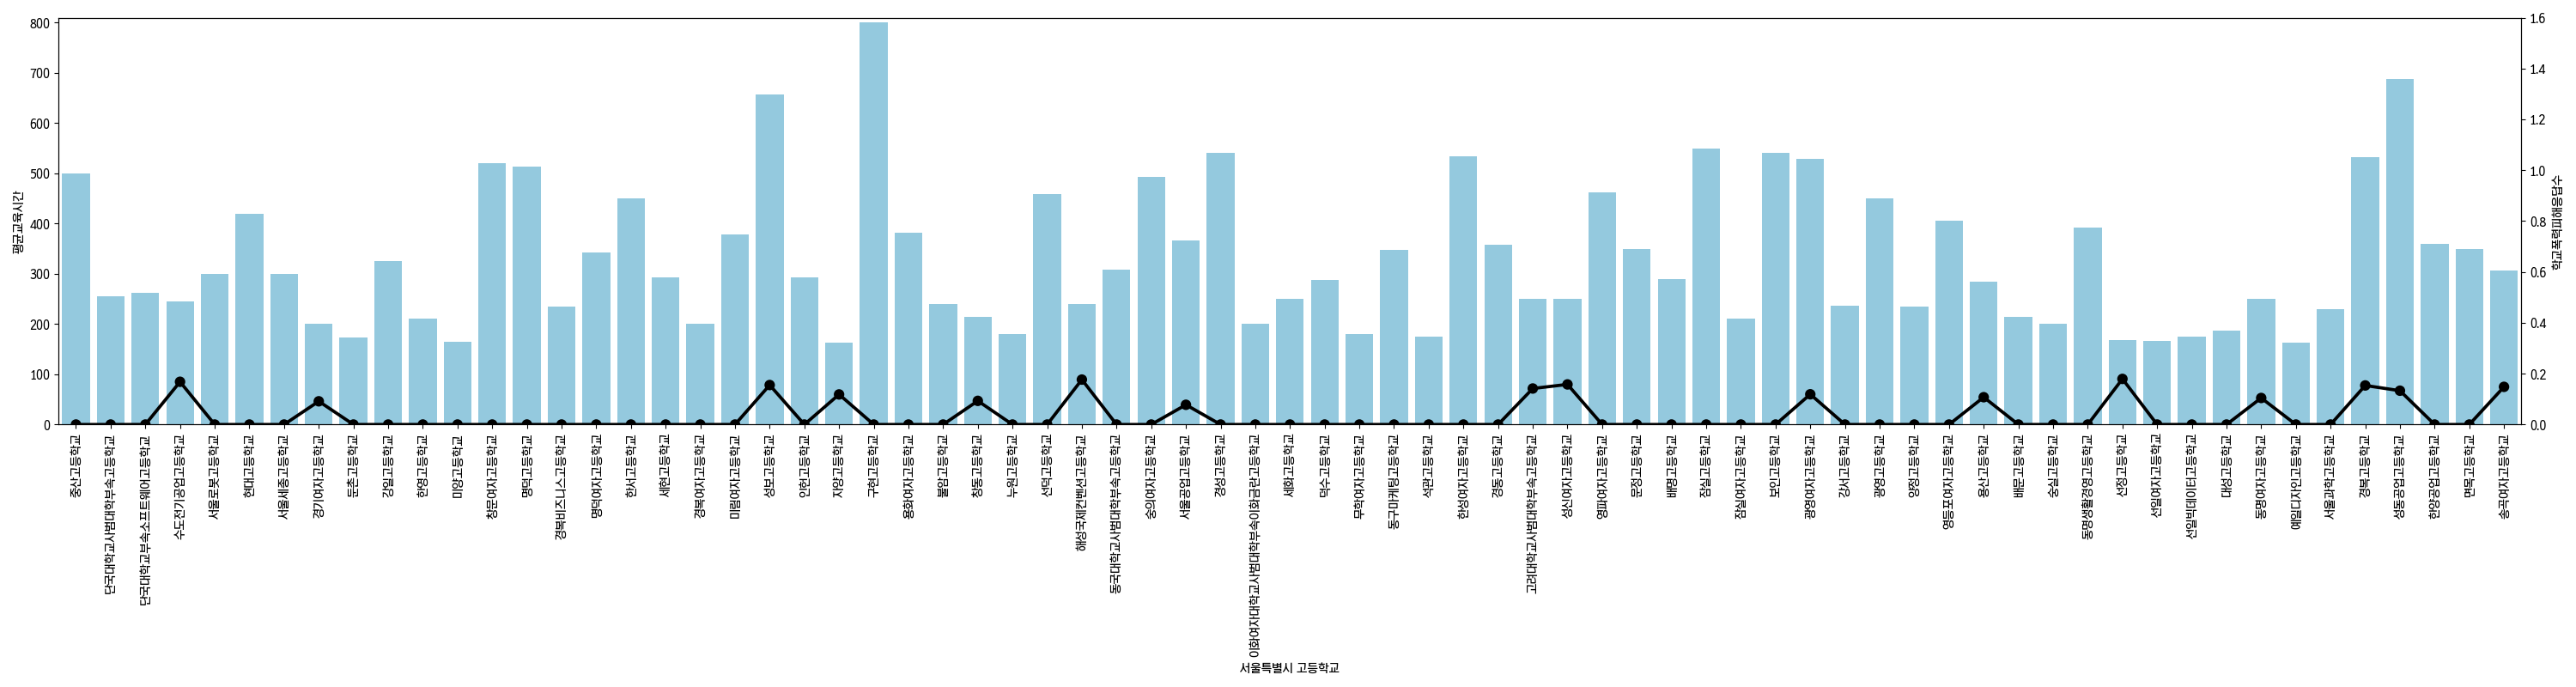 800
700
600
500
400
300
200
100
0
평균교육시간
1.6
1.4
1.2
1.0
0.8
0.6
0.4
0.2
0.0
학교폭력피해응답수
중산고등학교
단국대학교사범대학부속고등학교
단국대학교부속소프트웨어고등학교
수도전기공업고등학교
서울로봇고등학교
현대고등학교
서울세종고등학교
경기여자고등학교
둔촌고등학교
강일고등학교
한영고등학교
미양고등학교
창문여자고등학교
명덕고등학교
경복비즈니스고등학교
명덕여자고등학교
한서고등학교
세현고등학교
경복여자고등학교
미림여자고등학교
성보고등학교
인헌고등학교
자양고등학교
구현고등학교
용화여자고등학교
불암고등학교
창동고등학교
누원고등학교
선덕고등학교
해성국제컨벤션고등학교
동국대학교사범대학부속고등학교
숭의여자고등학교
서울공업고등학교
경성고등학교
이화여자대학교사범대학부속이화금란고등학교
세화고등학교
덕수고등학교
무학여자고등학교
동구마케팅고등학교
석관고등학교
한성여자고등학교
경동고등학교
고려대학교사범대학부속고등학교
성신여자고등학교
영파여자고등학교
문정고등학교
배명고등학교
잠실고등학교
잠실여자고등학교
보인고등학교
광영여자고등학교
강서고등학교
광영고등학교
양정고등학교
영등포여자고등학교
용산고등학교
배문고등학교
숭실고등학교
동명생활경영고등학교
선정고등학교
선일여자고등학교
선일빅데이터고등학교
대성고등학교
동명여자고등학교
예일디자인고등학교
서울과학고등학교
경복고등학교
성동공업고등학교
한양공업고등학교
면목고등학교
송곡여자고등학교
서울특별시 고등학교